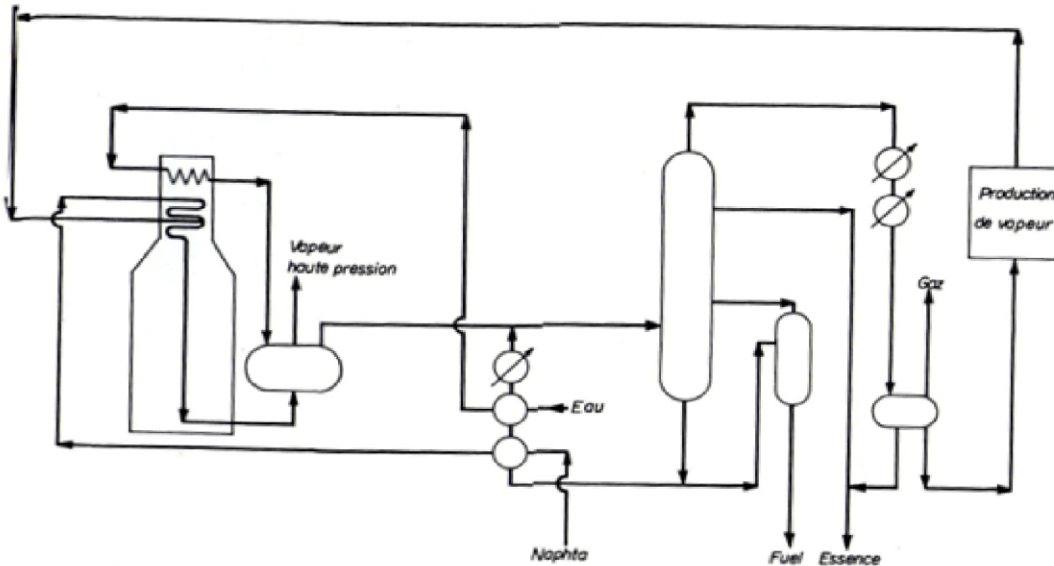 Production
de vapeur
Vapeur
haute pression
Gaz
Eau
Naphta
Fuel
Essence